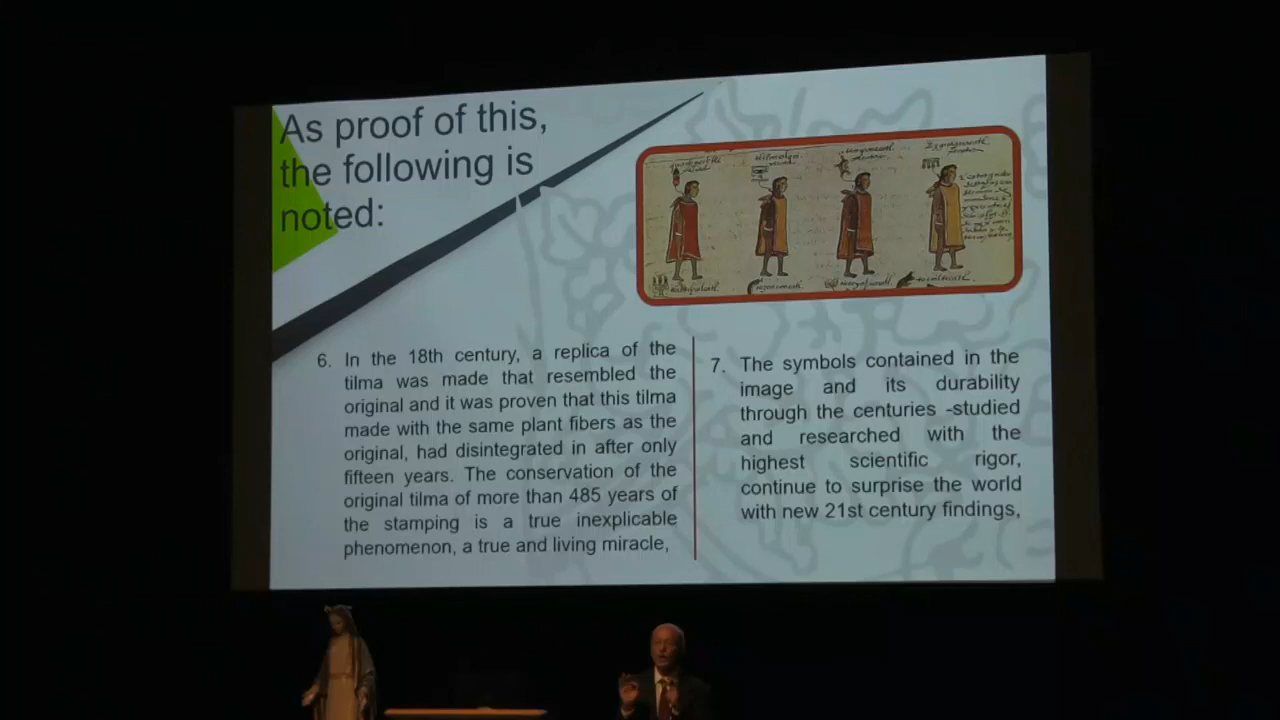 As proof of this,
the following is
noted:
6. In the 18th century, a replica of the
tilma was made that resembled the
original and it was proven that this tilma
made with the same plant fibers as the
original, had disintegrated in after only
fifteen years. The conservation of the
original tilma of more than 485 years of
the stamping is a true inexplicable
phenomenon, a true and living miracle,
7. The symbols contained in the
image and its durability
through the centuries -studied
and researched with the
highest scientific rigor,
continue to surprise the world
with new 21st century findings,